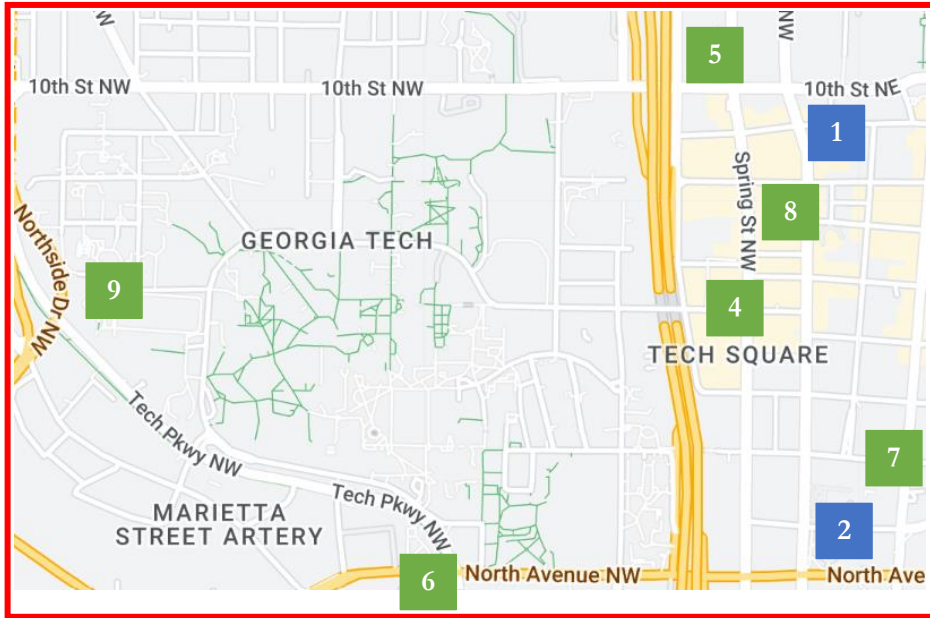 NW
NW
5
10th St NW
10th St NW
10th St NE
1
Spring St NW
8
GEORGIA TECH
Northside Dr NW
9
4
TECH SQUARE
Tech Pkwy NW
7
Tech Pkwy NW
MARIETTA
STREET ARTERY
2
6
North Avenue NW
North Ave